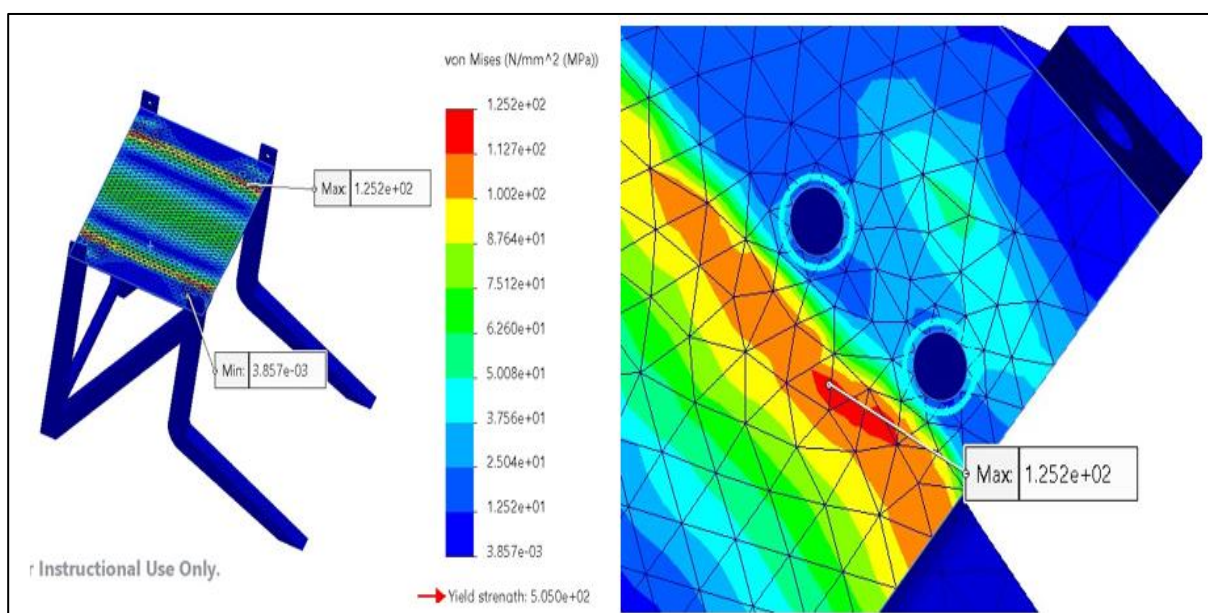 von Mises (N/mm^2 (MPa))
1.252e+02
1.127e+02
1.002e+02
8.764e+01
7.512e+01
6.260e+01
5.008e+01
3.756e+01
2.504e+01
1.252e+01
3.857e-03
Yield strength: 5.050e+02
Max: 1.252e+02
Min: 3.857e-03
r Instructional Use Only.
Max: 1.252e+02